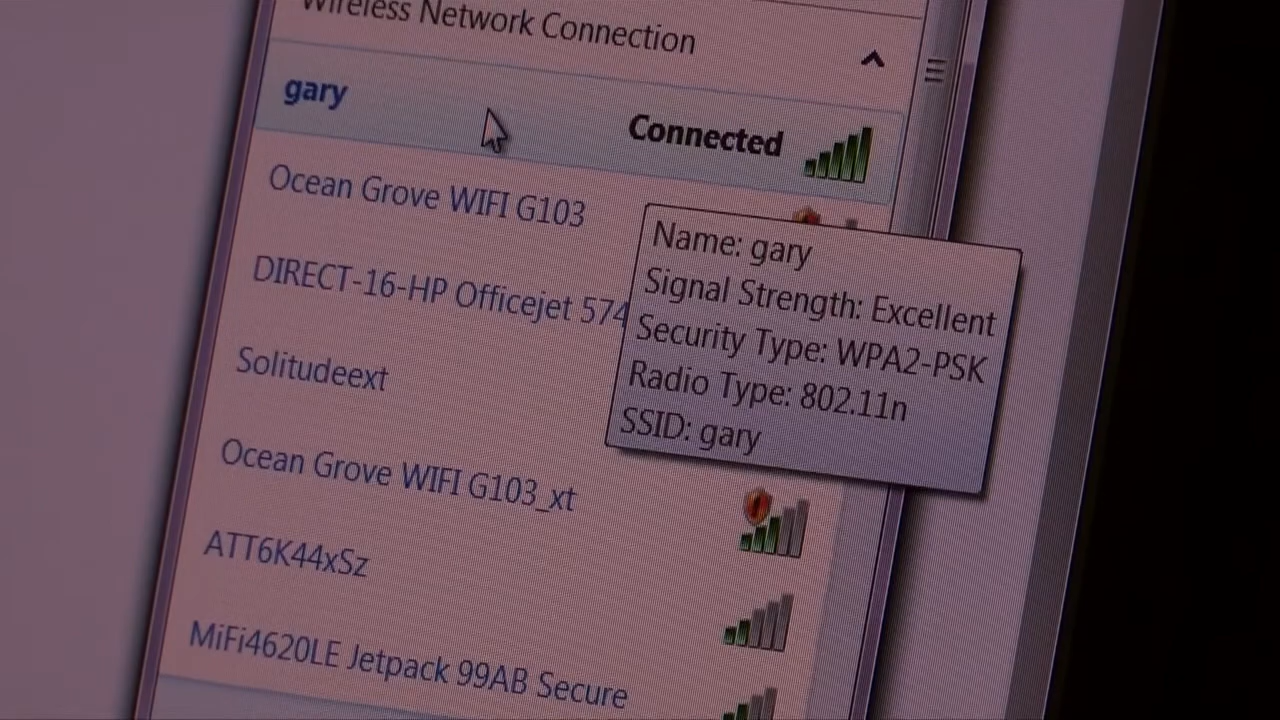 Wireless Network Connection
gary
Connected
Ocean Grove WIFI G103
DIRECT-16-HP Officejet 574
Solitudeext
Ocean Grove WIFI G103_xt
ATT6K44xSz
MiFi4620LE Jetpack 99AB Secure
Name: gary
Signal Strength: Excellent
Security Type: WPA2-PSK
Radio Type: 802.11n
SSID: gary